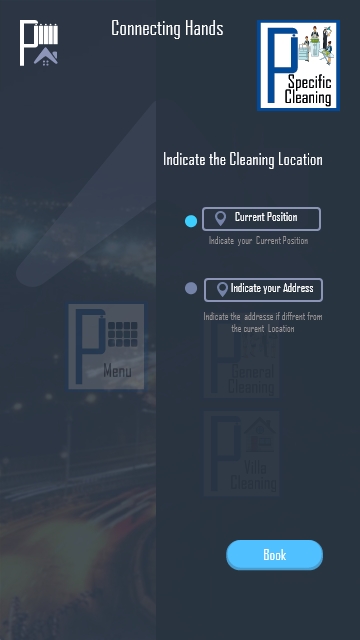 Connecting Hands
Specific
Cleaning
Indicate the Cleaning Location
Current Position
Indicate your Current Position
Indicate your Address
Indicate the addresse if diffrent from
the curent Location
Menu
General
Cleaning
Villa
Cleaning
Book